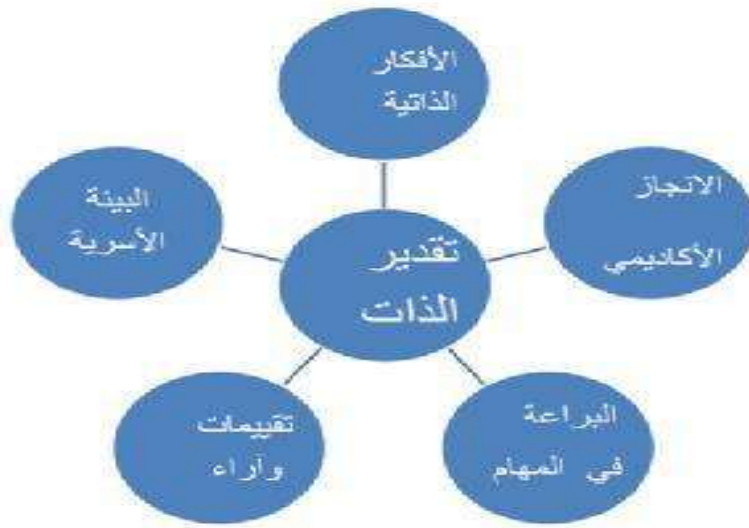 الأفكار
الذاتية
الانجاز
الأكاديمي
البيئة
الأسرية
تقدير
الذات
البراعة
في المهام
تقييمات
وآراء